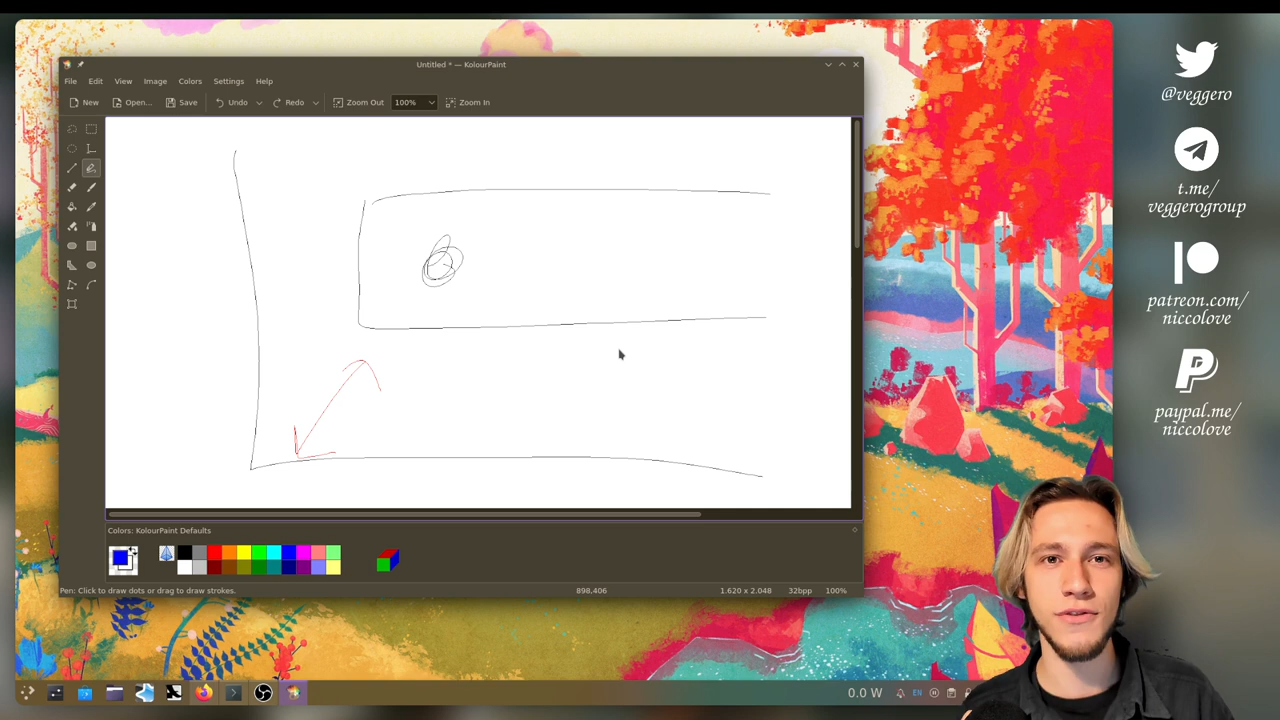 Untitled * — KolourPaint
File Edit View Image Colors Settings Help
New Open... Save Undo Redo Zoom Out 100% Zoom In
Colors: KolourPaint Defaults
Pen: Click to draw dots or drag to draw strokes. 898,406 1.620 x 2.048 32bpp 100%
0.0 W EN
@veggero
t.me/
veggerogroup
patreon.com/
niccolove
paypal.me/
niccolove